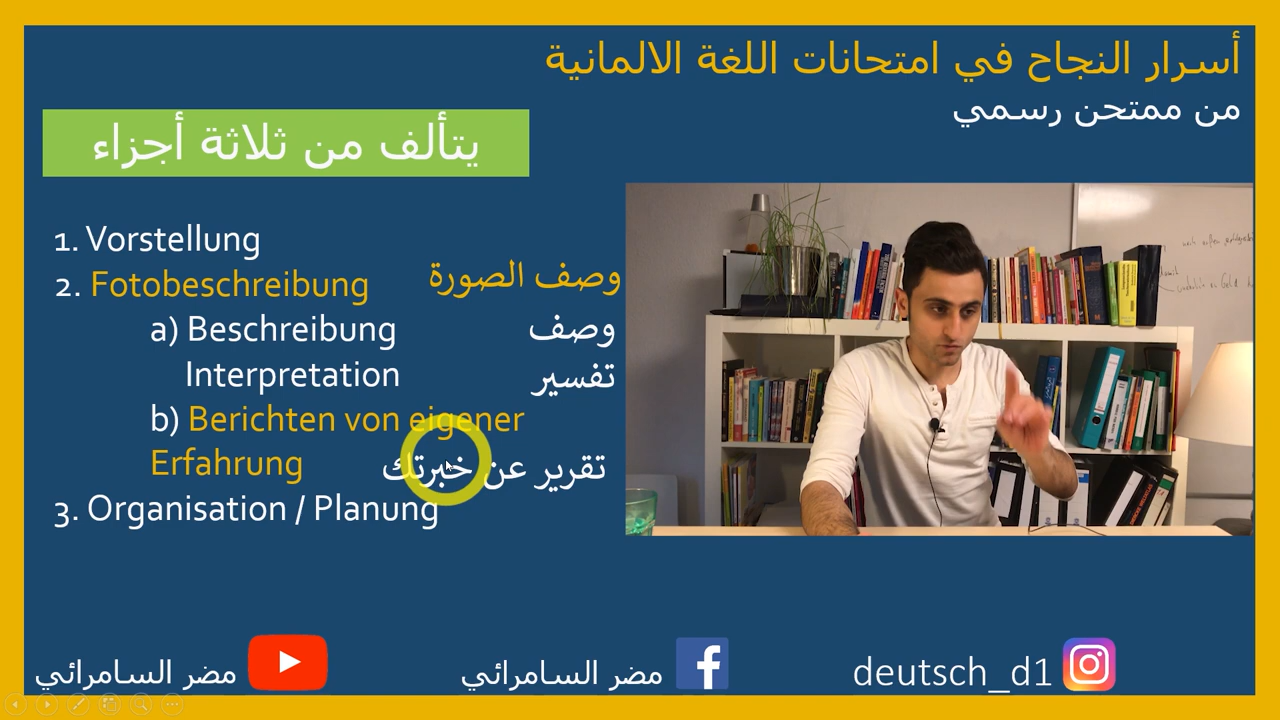 أسرار النجاح في امتحانات اللغة الالمانية
من ممتحن رسمي
يتألف من ثلاثة أجزاء
1. Vorstellung
2. Fotobeschreibung وصف الصورة
a) Beschreibung وصف
Interpretation تفسير
b) Berichten von eigener
Erfahrung تقرير عن خبرتك
3. Organisation / Planung
مضر السامرائي
مضر السامرائي
deutsch_d1